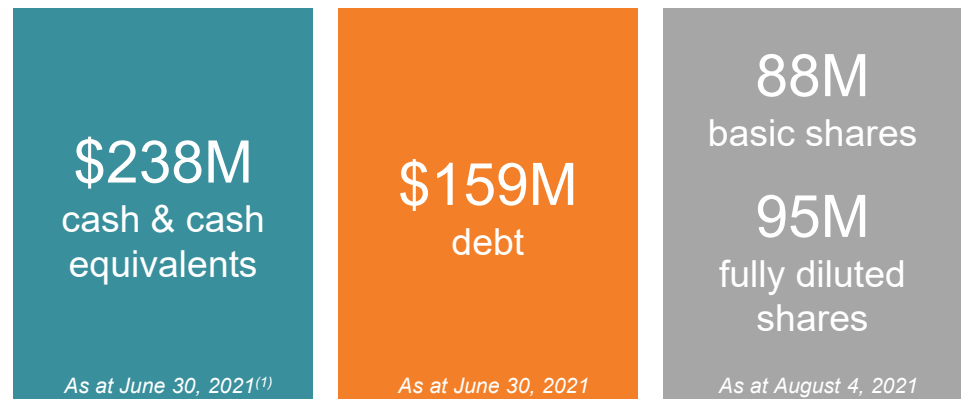 $238M
cash & cash
equivalents
As at June 30, 2021(1)
$159M
debt
As at June 30, 2021
88M
basic shares
95M
fully diluted
shares
As at August 4, 2021